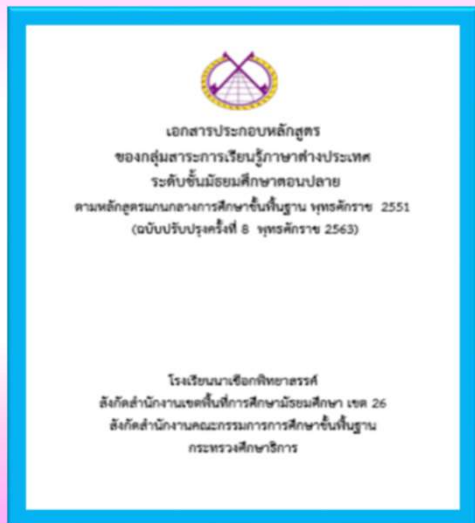 เอกสารประกอบหลักสูตร
ของกลุ่มสาระการเรียนรู้ภาษาต่างประเทศ
ระดับชั้นมัธยมศึกษาตอนปลาย
ตามหลักสูตรแกนกลางการศึกษาขั้นพื้นฐาน พุทธศักราช 2551
(ฉบับปรับปรุงครั้งที่ 8 พุทธศักราช 2563)
โรงเรียนนาเชือกพิทยาสรรค์
สังกัดสำนักงานเขตพื้นที่การศึกษามัธยมศึกษา เขต 26
สังกัดสำนักงานคณะกรรมการการศึกษาขั้นพื้นฐาน
กระทรวงศึกษาธิการ